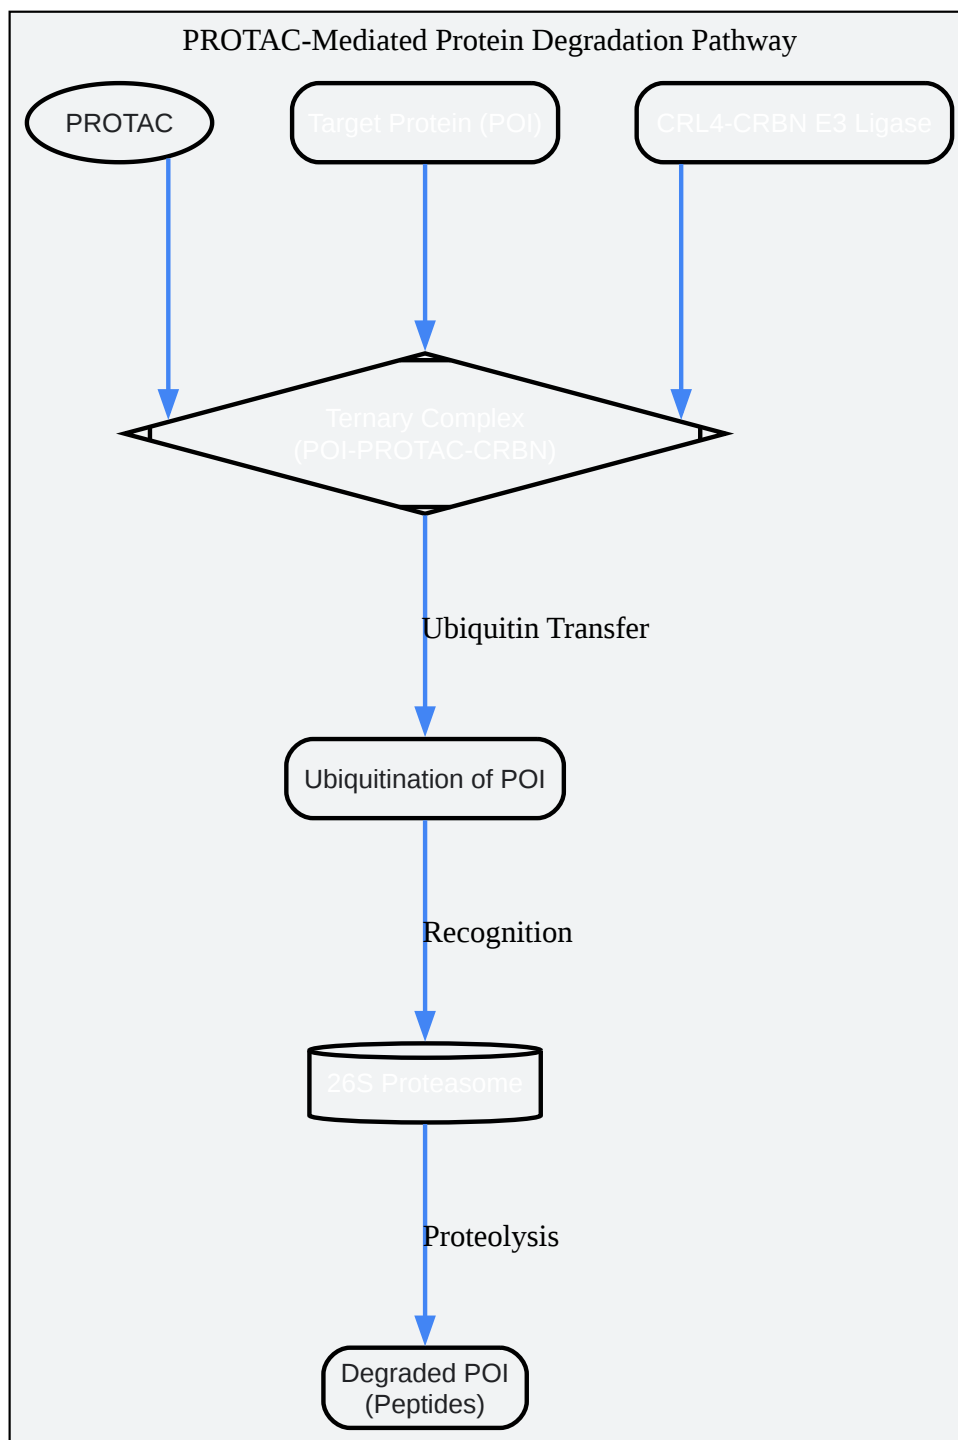 PROTAC-Mediated Protein Degradation Pathway
PROTAC
Target Protein (POI)
CRL4-CRBN E3 Ligase
Ternary Complex
(POI-PROTAC-CRBN)
Ubiquitin Transfer
Ubiquitination of POI
Recognition
26S Proteasome
Proteolysis
Degraded POI
(Peptides)